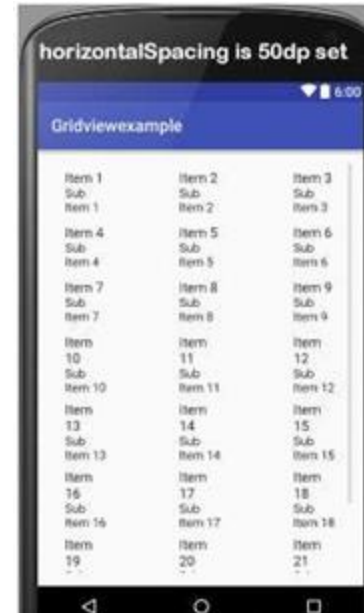 horizontalSpacing is 50dp set
6:00
Gridviewexample
Item 1 Item 2 Item 3
Sub Sub Sub
Item 1 Item 2 Item 3
Item 4 Item 5 Item 6
Sub Sub Sub
Item 4 Item 5 Item 6
Item 7 Item 8 Item 9
Sub Sub Sub
Item 7 Item 8 Item 9
Item Item Item
10 11 12
Sub Sub Sub
Item 10 Item 11 Item 12
Item Item Item
13 14 15
Sub Sub Sub
Item 13 Item 14 Item 15
Item Item Item
16 17 18
Sub Sub Sub
Item 16 Item 17 Item 18
Item Item Item
19 20 21